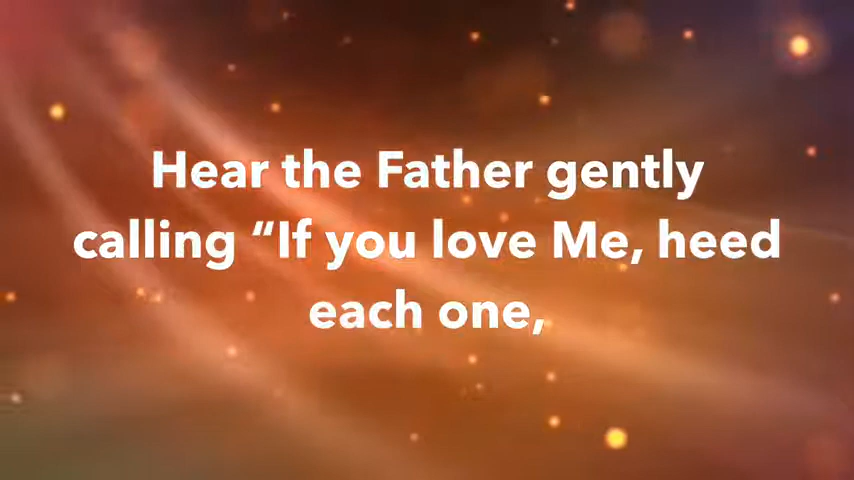 Hear the Father gently
calling “If you love Me, heed
each one,